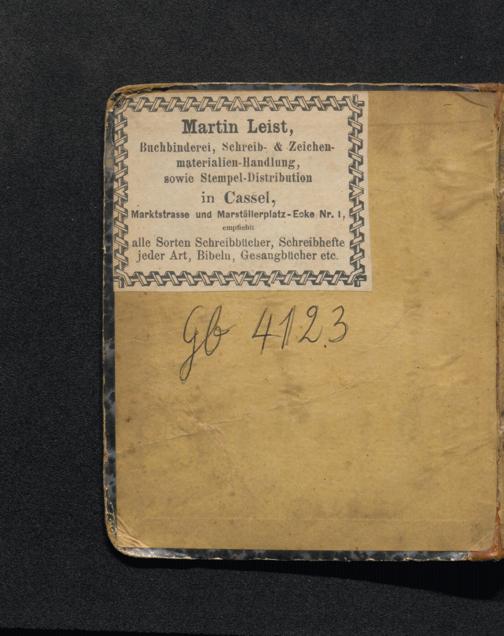 Martin Leist,
Buchbinderei, Schreib- & Zeichen-
materialien-Handlung,
sowie Stempel-Distribution
in Cassel,
Marktstrasse und Marställerplatz-Ecke Nr. 1,
empfiehlt
alle Sorten Schreibbücher, Schreibhefte
jeder Art, Bibeln, Gesangbücher etc.
Gb 4123